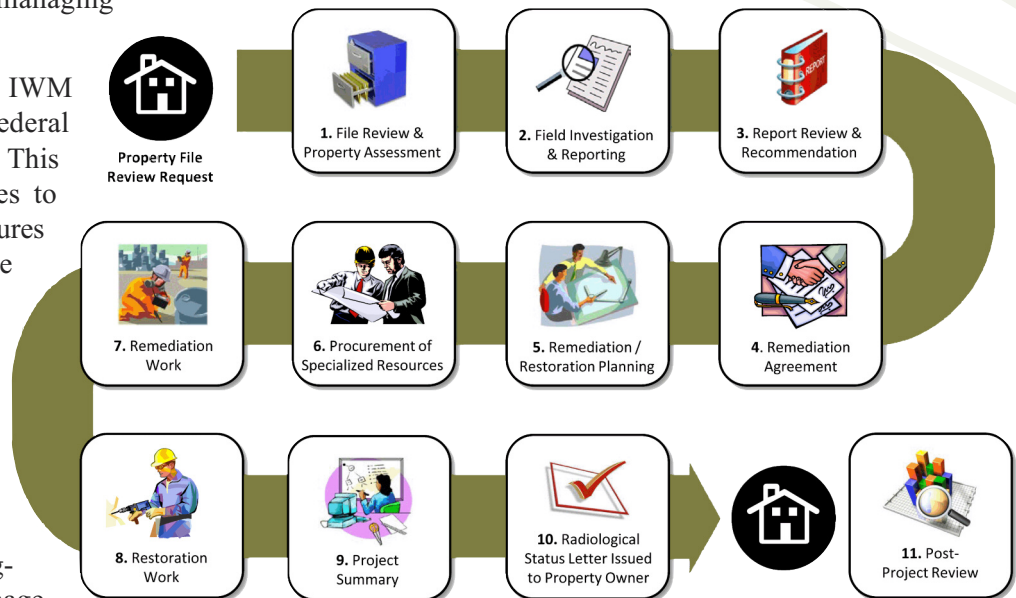 managing
IWM
ederal
This
es to
ures
e
g-
Property File
Review Request
1. File Review &
Property Assessment
2. Field Investigation
& Reporting
REPORT
3. Report Review &
Recommendation
7. Remediation
Work
6. Procurement of
Specialized Resources
5. Remediation /
Restoration Planning
4. Remediation
Agreement
8. Restoration
Work
9. Project
Summary
10. Radiological
Status Letter Issued
to Property Owner
11. Post-
Project Review